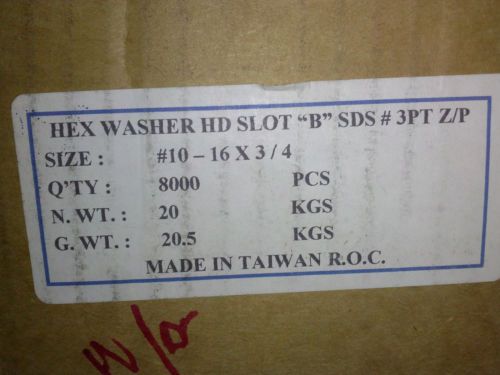 HEX WASHER HD SLOT “B” SDS # 3PT Z/P
SIZE : #10 – 16 X 3 / 4
Q'TY : 8000 PCS
N. WT. : 20 KGS
G. WT. : 20.5 KGS
MADE IN TAIWAN R.O.C.